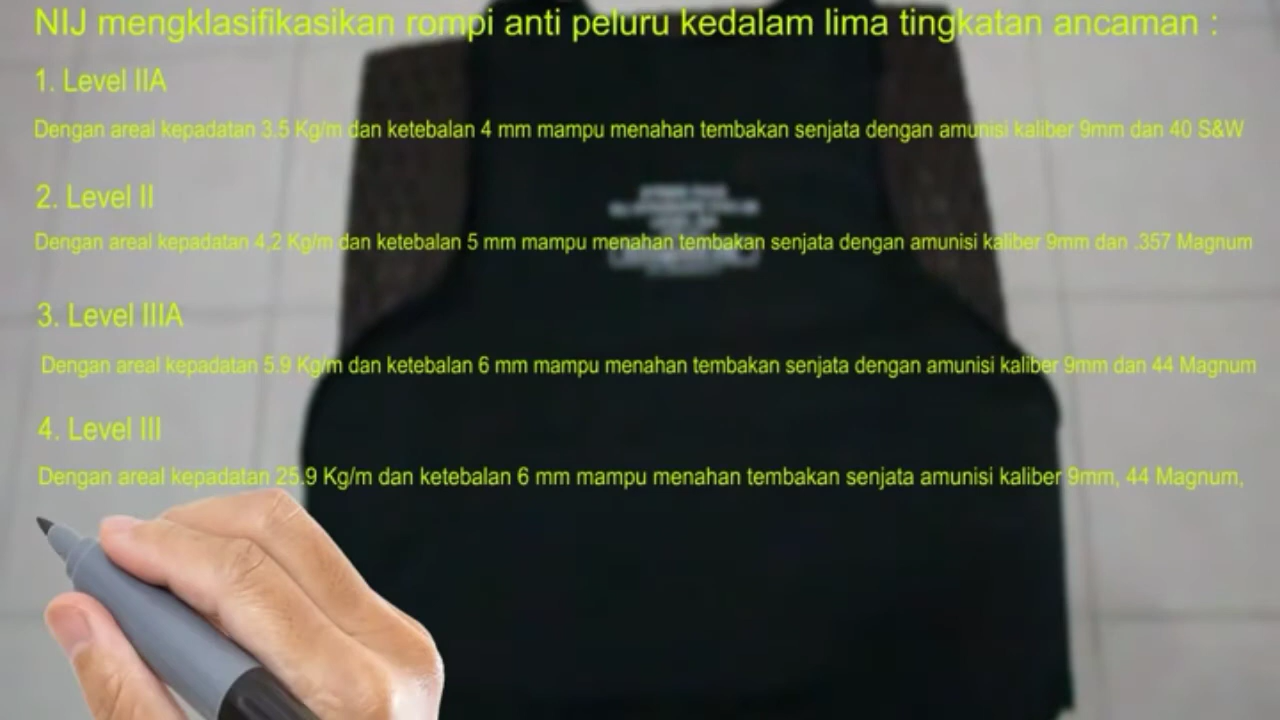 NIJ mengklasifikasikan rompi anti peluru kedalam lima tingkatan ancaman :
1. Level IIA
Dengan areal kepadatan 3.5 Kg/m dan ketebalan 4 mm mampu menahan tembakan senjata dengan amunisi kaliber 9mm dan 40 S&W
2. Level II
Dengan areal kepadatan 4,2 Kg/m dan ketebalan 5 mm mampu menahan tembakan senjata dengan amunisi kaliber 9mm dan .357 Magnum
3. Level IIIA
Dengan areal kepadatan 5.9 Kg/m dan ketebalan 6 mm mampu menahan tembakan senjata dengan amunisi kaliber 9mm dan 44 Magnum
4. Level III
Dengan areal kepadatan 25.9 Kg/m dan ketebalan 6 mm mampu menahan tembakan senjata amunisi kaliber 9mm, 44 Magnum,